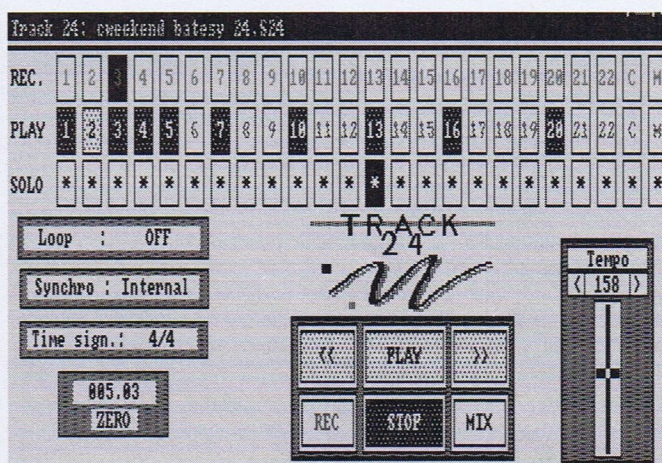 Track 24: cweekend batesy 24.S24
REC. 1 2 3 4 5 6 7 8 9 10 11 12 13 14 15 16 17 18 19 20 21 22 C M
PLAY 1 2 3 4 5 6 7 8 9 10 11 12 13 14 15 16 17 18 19 20 21 22 C M
SOLO * * * * * * * * * * * * * * * * * * * * * * * *
TRACK
24
Loop : OFF
Synchro : Internal
Time sign.: 4/4
005.03
ZERO
<< PLAY >>
REC STOP MIX
Tempo
< 158 >